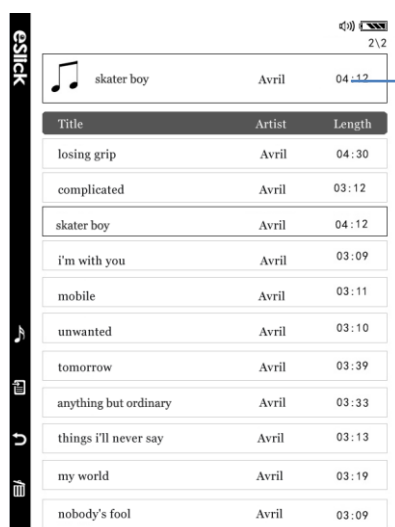 eSlick
2\2
skater boy Avril 04:12
Title Artist Length
losing grip Avril 04:30
complicated Avril 03:12
skater boy Avril 04:12
i'm with you Avril 03:09
mobile Avril 03:11
unwanted Avril 03:10
tomorrow Avril 03:39
anything but ordinary Avril 03:33
things i'll never say Avril 03:13
my world Avril 03:19
nobody's fool Avril 03:09